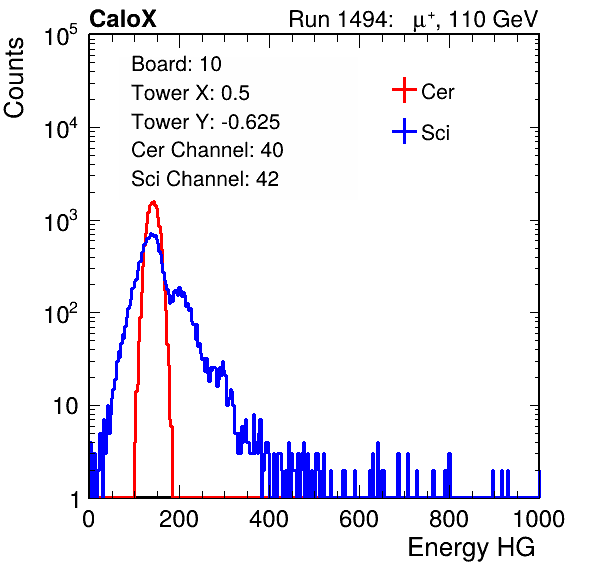 CaloX Run 1494: μ⁺, 110 GeV
Counts
10⁵
10⁴
10³
10²
10
1
Board: 10
Tower X: 0.5
Tower Y: -0.625
Cer Channel: 40
Sci Channel: 42
Cer
Sci
0 200 400 600 800 1000
Energy HG